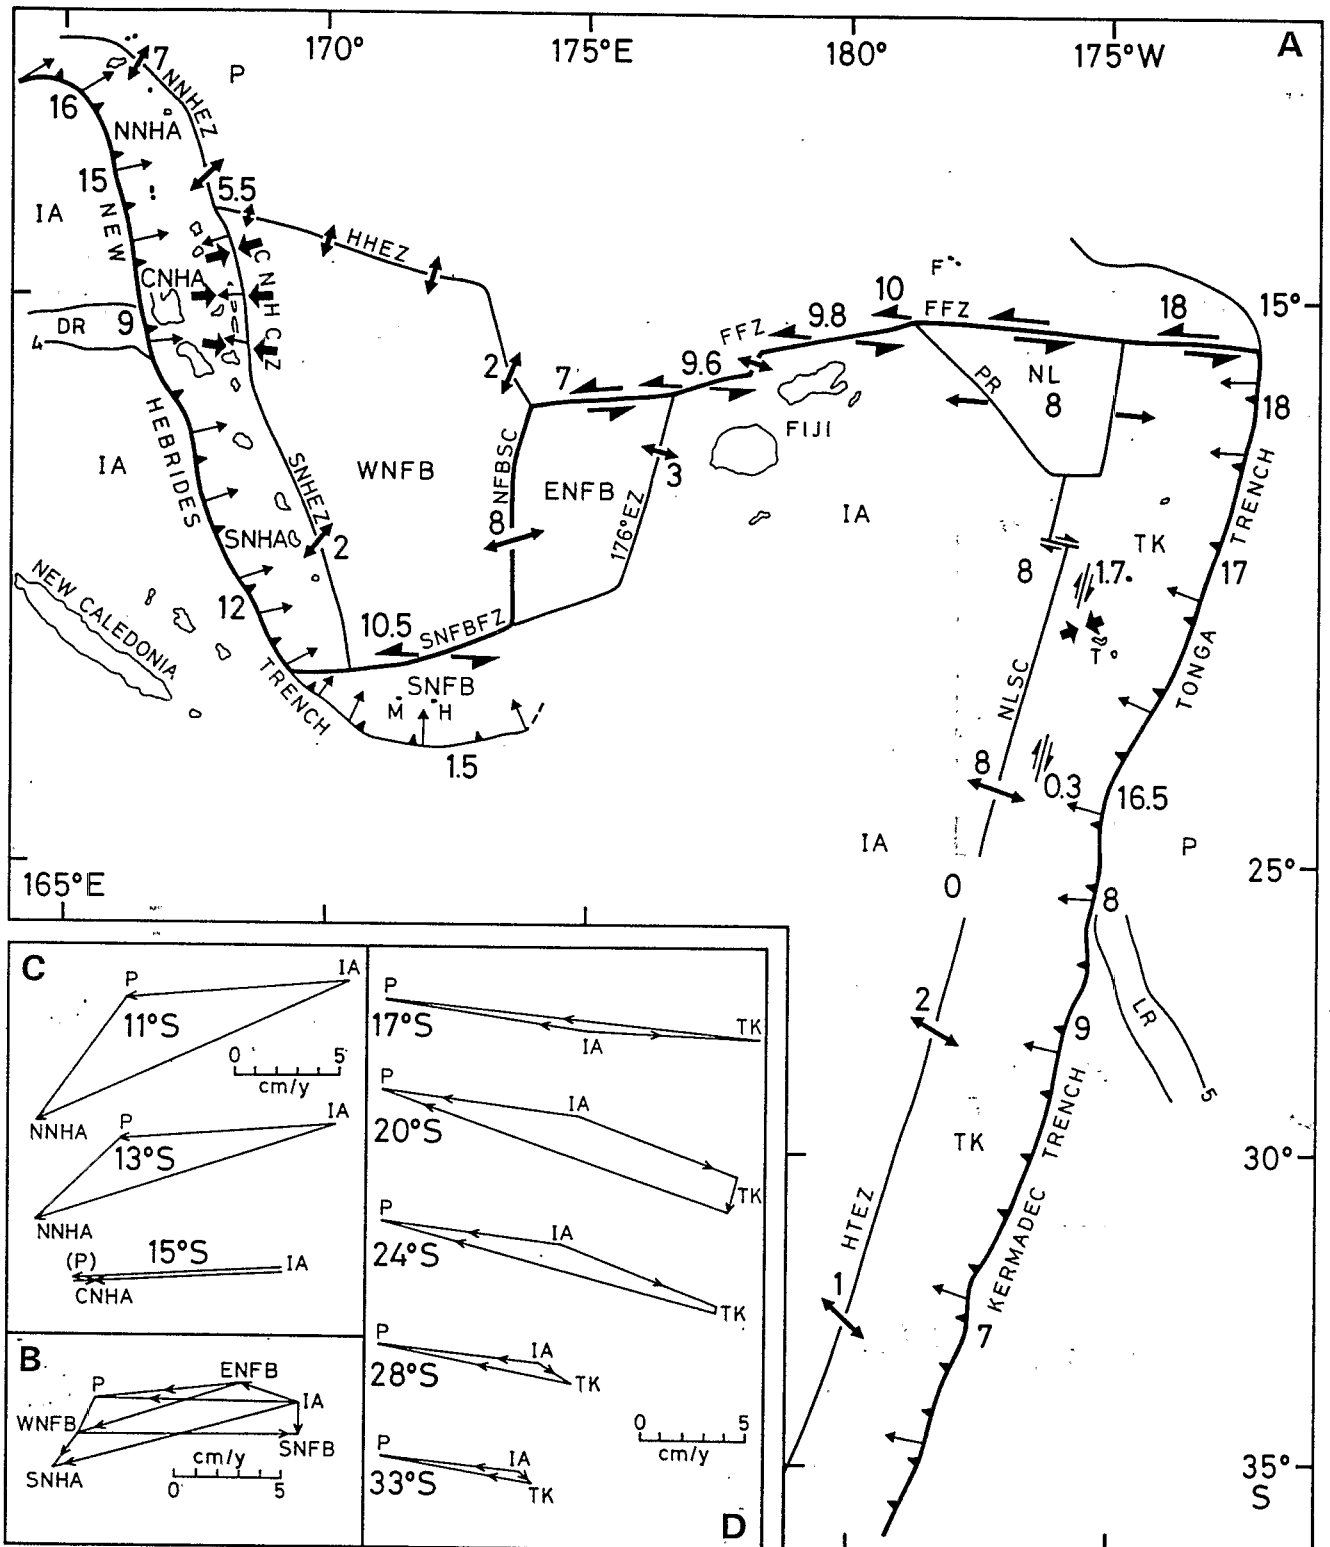 170°
175°E
180°
175°W
A
7
P
NNHEZ
16
NNHA
15
5.5
IA
NEW
HHEZ
CNHCZ
CNHA
F
DR
4
9
10
FFZ
18
15°
9.8
FFZ
9.6
2
7
PR
NL
8
18
FIJI
HEBRIDES
IA
SNHEZ
WNFB
NFBSC
ENFB
3
176°EZ
IA
TRENCH
8
SNHA
2
TK
8
1.7
17
NEW CALEDONIA
12
10.5
SNFBFZ
T
TONGA
TRENCH
SNFB
M H
NLSC
1.5
8
0.3
16.5
IA
P
165°E
25°
0
8
2
LR
9
5
TK
30°
TRENCH
HTEZ
KERMADEC
1
7
35°
S
C
P
IA
11°S
0 5
cm/y
NNHA
P
IA
13°S
NNHA
15°S
(P)
IA
CNHA
B
ENFB
P
IA
WNFB
SNFB
SNHA
cm/y
0 5
P
17°S
IA
TK
P
IA
20°S
TK
P
IA
24°S
TK
P
IA
28°S
TK
0 5
cm/y
P
IA
33°S
TK
D